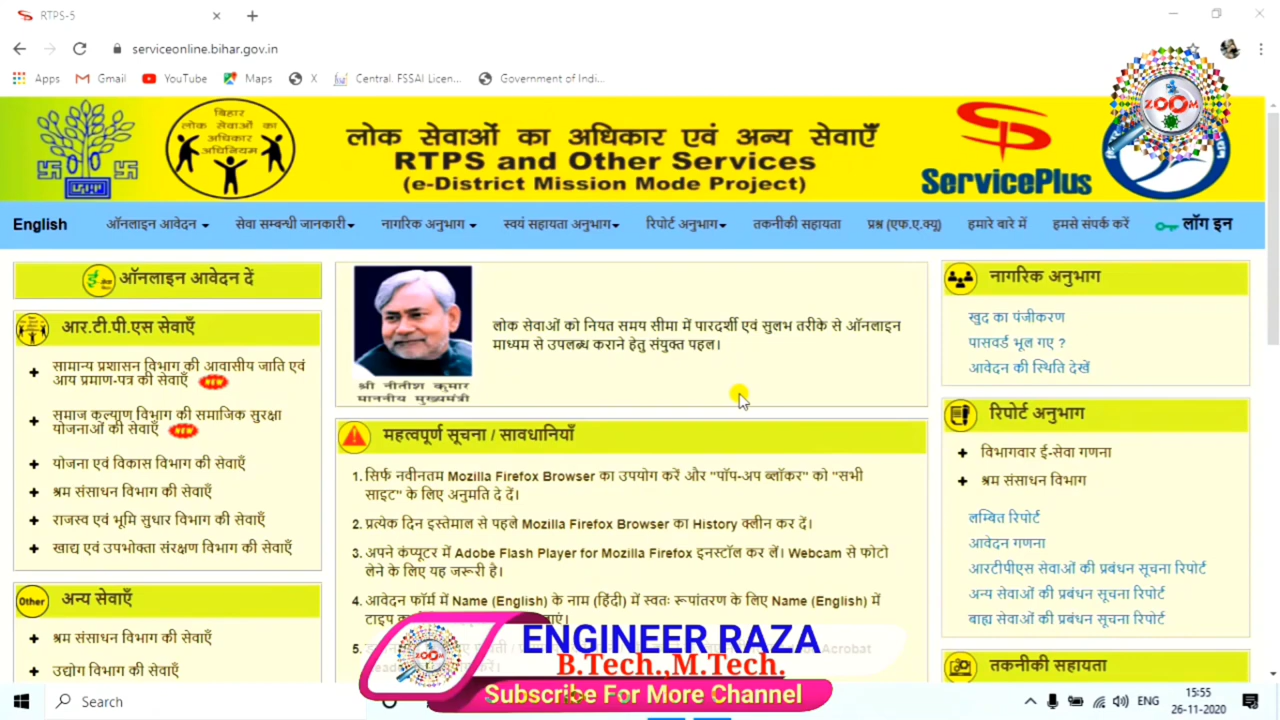 RTPS-5
serviceonline.bihar.gov.in
Apps Gmail YouTube Maps X Central. FSSAI Licen... Government of Indi...
बिहार
लोक सेवाओं का
अधिकार
अधिनियम
लोक सेवाओं का अधिकार एवं अन्य सेवाएँ
RTPS and Other Services
(e-District Mission Mode Project)
ServicePlus
ZOOM
English ऑनलाइन आवेदन सेवा सम्बन्धी जानकारी नागरिक अनुभाग स्वयं सहायता अनुभाग रिपोर्ट अनुभाग तकनीकी सहायता प्रश्न (एफ.ए.क्यू) हमारे बारे में हमसे संपर्क करें लॉग इन
ऑनलाइन आवेदन दें
आर.टी.पी.एस सेवाएँ
सामान्य प्रशासन विभाग की आवासीय जाति एवं
आय प्रमाण-पत्र की सेवाएँ NEW
समाज कल्याण विभाग की समाजिक सुरक्षा
योजनाओं की सेवाएँ NEW
योजना एवं विकास विभाग की सेवाएँ
श्रम संसाधन विभाग की सेवाएँ
राजस्व एवं भूमि सुधार विभाग की सेवाएँ
खाद्य एवं उपभोक्ता संरक्षण विभाग की सेवाएँ
Other अन्य सेवाएँ
श्रम संसाधन विभाग की सेवाएँ
उद्योग विभाग की सेवाएँ
श्री नीतीश कुमार
माननीय मुख्यमंत्री
लोक सेवाओं को नियत समय सीमा में पारदर्शी एवं सुलभ तरीके से ऑनलाइन
माध्यम से उपलब्ध कराने हेतु संयुक्त पहल।
महत्वपूर्ण सूचना / सावधानियाँ
1. सिर्फ नवीनतम Mozilla Firefox Browser का उपयोग करें और "पॉप-अप ब्लॉकर" को "सभी
साइट" के लिए अनुमति दे दें।
2. प्रत्येक दिन इस्तेमाल से पहले Mozilla Firefox Browser का History क्लीन कर दें।
3. अपने कंप्यूटर में Adobe Flash Player for Mozilla Firefox इनस्टॉल कर लें। Webcam से फोटो
लेने के लिए यह जरूरी है।
4. आवेदन फॉर्म में Name (English) के नाम (हिंदी) में स्वतः रूपांतरण के लिए Name (English) में
टाइप
5.
Acrobat
नागरिक अनुभाग
खुद का पंजीकरण
पासवर्ड भूल गए ?
आवेदन की स्थिति देखें
रिपोर्ट अनुभाग
विभागवार ई-सेवा गणना
श्रम संसाधन विभाग
लम्बित रिपोर्ट
आवेदन गणना
आरटीपीएस सेवाओं की प्रबंधन सूचना रिपोर्ट
अन्य सेवाओं की प्रबंधन सूचना रिपोर्ट
बाह्य सेवाओं की प्रबंधन सूचना रिपोर्ट
तकनीकी सहायता
ZOOM
ENGINEER RAZA
B.Tech.,M.Tech.
Subscribe For More Channel
Search
ENG
15:55
26-11-2020